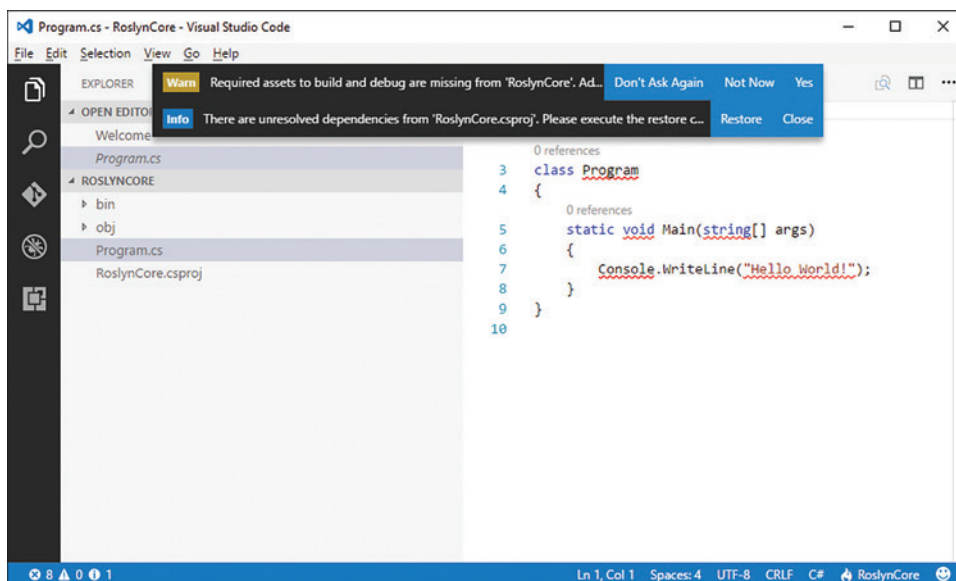 Program.cs - RoslynCore - Visual Studio Code
File Edit Selection View Go Help
EXPLORER
Warn Required assets to build and debug are missing from 'RoslynCore'. Ad... Don't Ask Again Not Now Yes
Info There are unresolved dependencies from 'RoslynCore.csproj'. Please execute the restore c... Restore Close
OPEN EDITO
Welcome
Program.cs
ROSLYNCORE
bin
obj
Program.cs
RoslynCore.csproj
0 references
3 class Program
4 {
0 references
5 static void Main(string[] args)
6 {
7 Console.WriteLine("Hello World!");
8 }
9 }
10
8 0 1 Ln 1, Col 1 Spaces: 4 UTF-8 CRLF C# RoslynCore